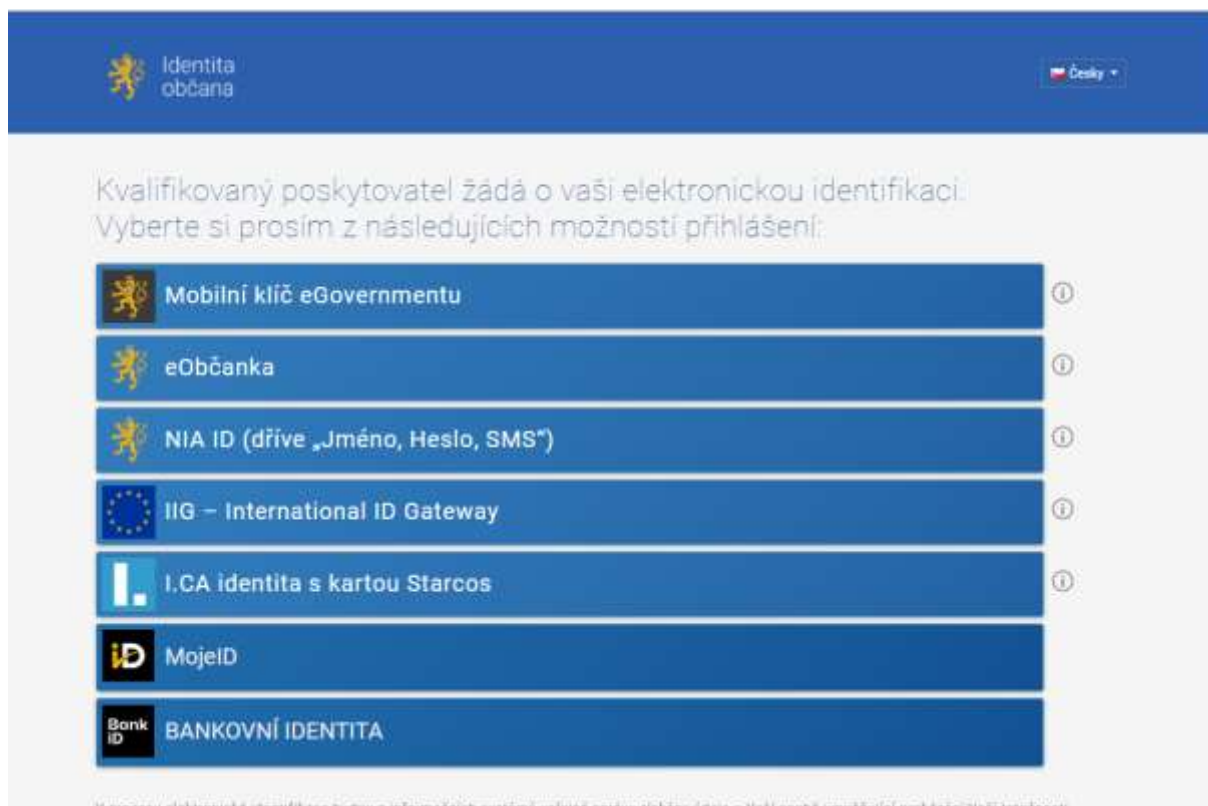 Identita
občana
Česky
Kvalifikovaný poskytovatel žádá o vaši elektronickou identifikaci.
Vyberte si prosím z následujících možností přihlášení:
Mobilní klíč eGovernmentu
eObčanka
NIA ID (dříve „Jméno, Heslo, SMS“)
IIG – International ID Gateway
I.CA identita s kartou Starcos
MojeID
Bank
iD
BANKOVNÍ IDENTITA